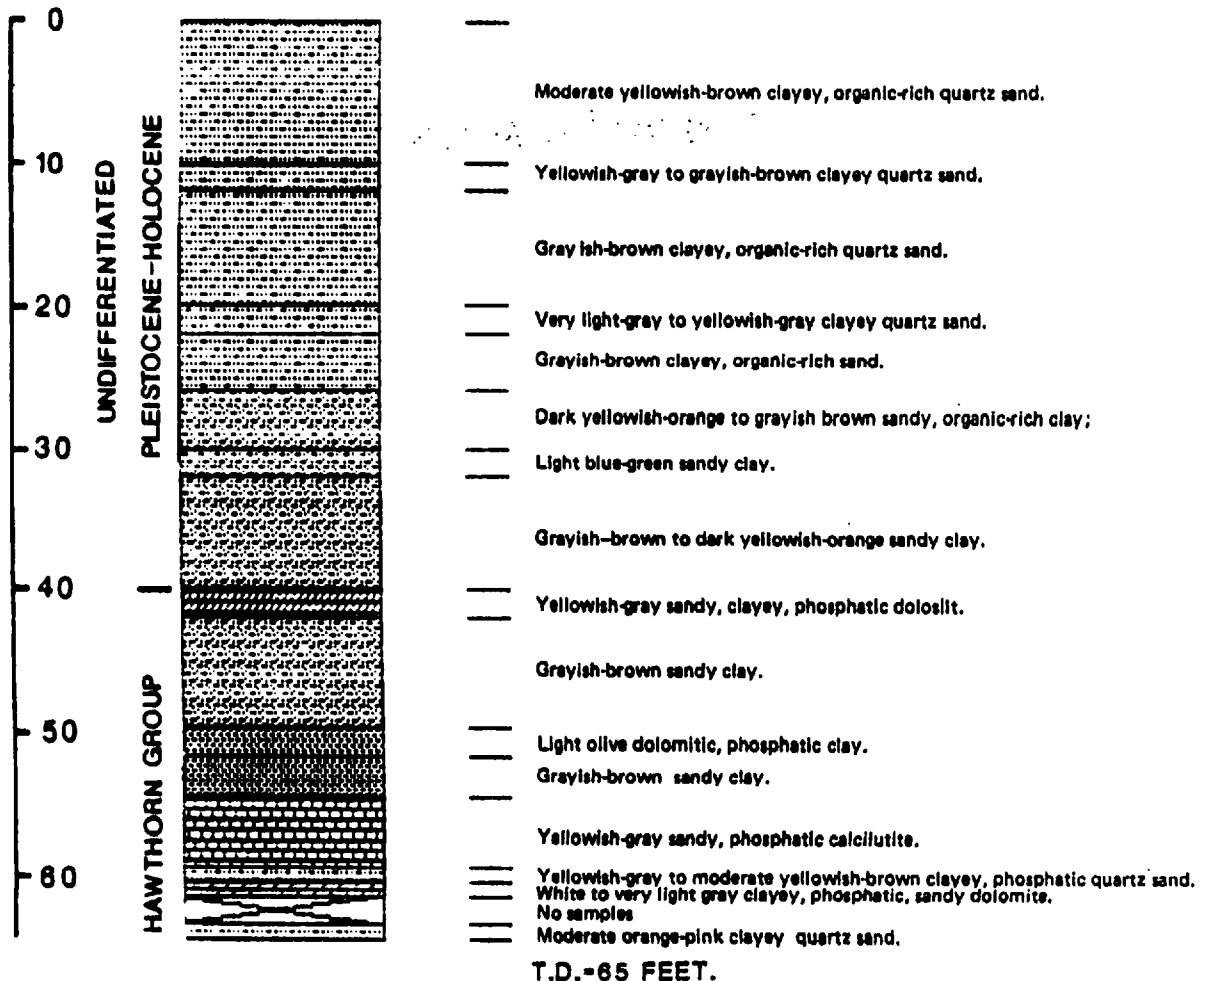 0
Moderate yellowish-brown clayey, organic-rich quartz sand.
10
Yellowish-gray to grayish-brown clayey quartz sand.
UNDIFFERENTIATED
PLEISTOCENE-HOLOCENE
Grayish-brown clayey, organic-rich quartz sand.
20
Very light-gray to yellowish-gray clayey quartz sand.
Grayish-brown clayey, organic-rich sand.
Dark yellowish-orange to grayish brown sandy, organic-rich clay;
30
Light blue-green sandy clay.
Grayish-brown to dark yellowish-orange sandy clay.
40
Yellowish-gray sandy, clayey, phosphatic doloslit.
HAWTHORN GROUP
Grayish-brown sandy clay.
50
Light olive dolomitic, phosphatic clay.
Grayish-brown sandy clay.
Yellowish-gray sandy, phosphatic calcilutite.
60
Yellowish-gray to moderate yellowish-brown clayey, phosphatic quartz sand.
White to very light gray clayey, phosphatic, sandy dolomite.
No samples
Moderate orange-pink clayey quartz sand.
T.D.=65 FEET.